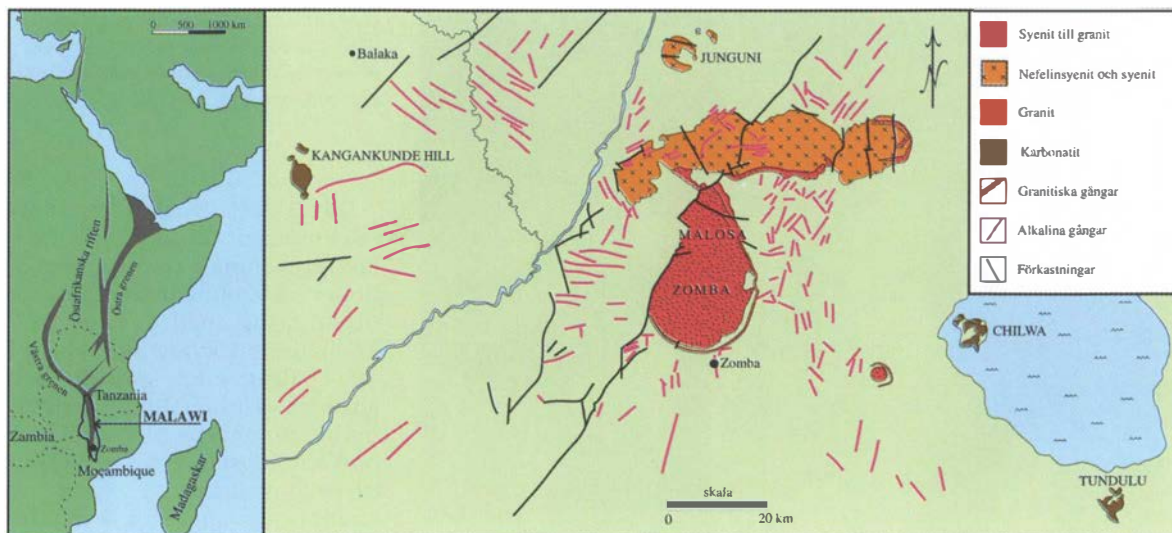 0 500 1000 km
Östafrikanska riften
Östra grenen
Västra grenen
Tanzania
MALAWI
Zambia
Zomba
Moçambique
Madagaskar
Balaka
KANGANKUNDE HILL
JUNGUNI
MALOSA
ZOMBA
Zomba
skala
0 20 km
N
Syenit till granit
Nefelinsyenit och syenit
Granit
Karbonatit
Granitiska gångar
Alkalina gångar
Förkastningar
CHILWA
TUNDULU